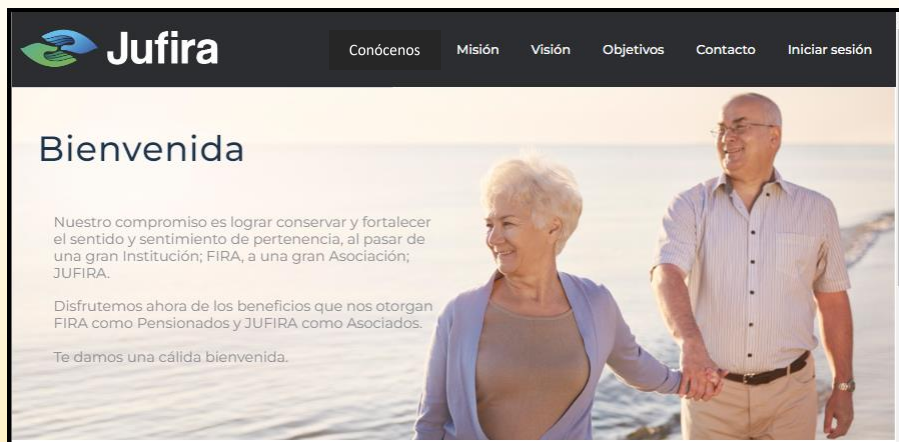 Jufira
Conócenos Misión Visión Objetivos Contacto Iniciar sesión
Bienvenida
Nuestro compromiso es lograr conservar y fortalecer
el sentido y sentimiento de pertenencia, al pasar de
una gran Institución; FIRA, a una gran Asociación;
JUFIRA.
Disfrutemos ahora de los beneficios que nos otorgan
FIRA como Pensionados y JUFIRA como Asociados.
Te damos una cálida bienvenida.